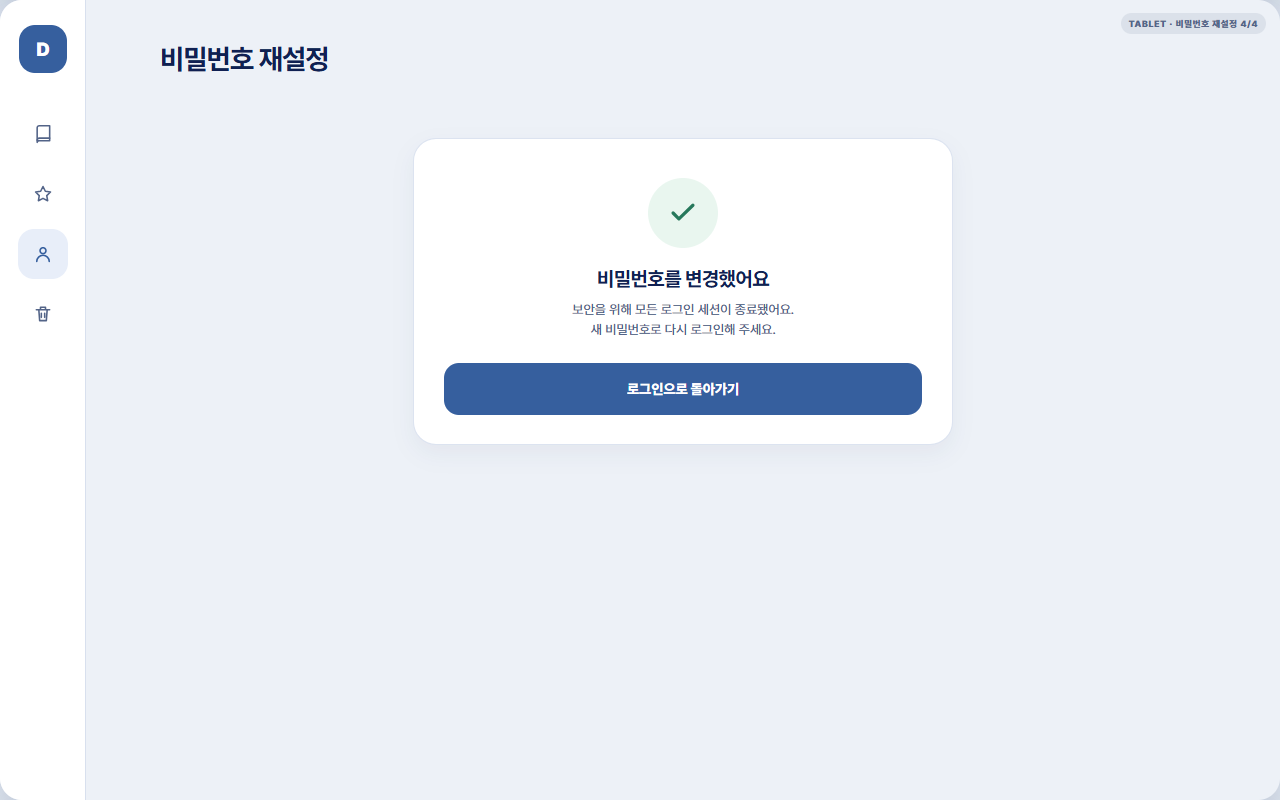 D
TABLET · 비밀번호 재설정 4/4
비밀번호 재설정
비밀번호를 변경했어요
보안을 위해 모든 로그인 세션이 종료됐어요.
새 비밀번호로 다시 로그인해 주세요.
로그인으로 돌아가기